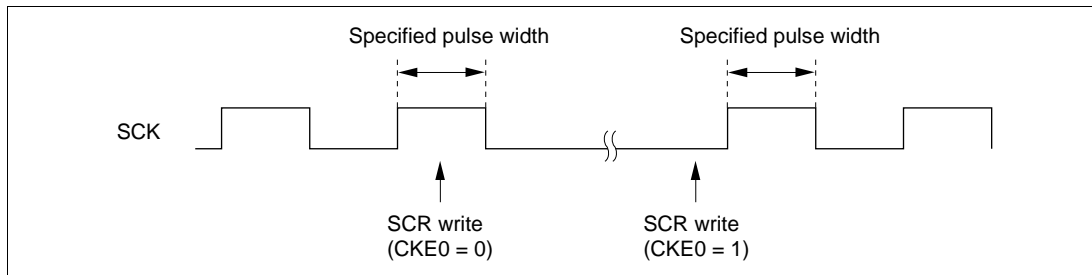 Specified pulse width
Specified pulse width
SCK
SCR write
(CKE0 = 0)
SCR write
(CKE0 = 1)